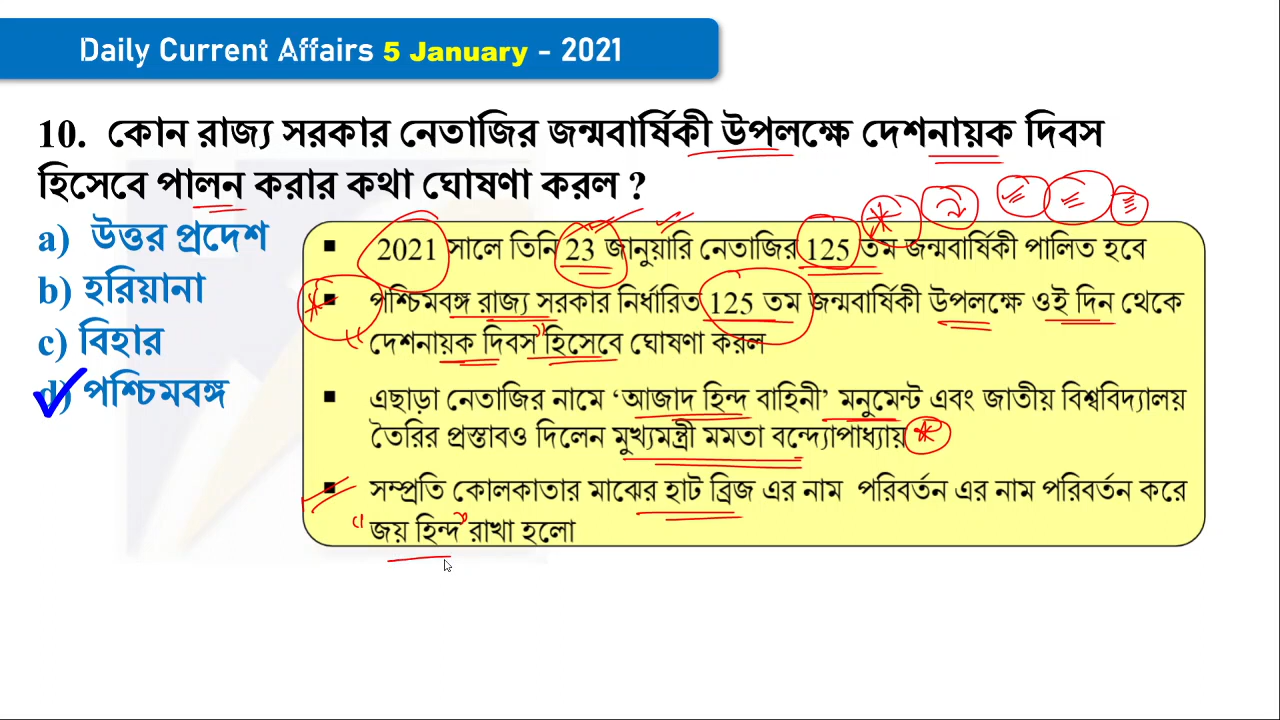 Daily Current Affairs 5 January - 2021
10. কোন রাজ্য সরকার নেতাজির জন্মবার্ষিকী উপলক্ষে দেশনায়ক দিবস
হিসেবে পালন করার কথা ঘোষণা করল ?
a) উত্তর প্রদেশ
b) হরিয়ানা
c) বিহার
d) পশ্চিমবঙ্গ
▪ 2021 সালে তিনি 23 জানুয়ারি নেতাজির 125 তম জন্মবার্ষিকী পালিত হবে
▪ পশ্চিমবঙ্গ রাজ্য সরকার নির্ধারিত 125 তম জন্মবার্ষিকী উপলক্ষে ওই দিন থেকে
“দেশনায়ক দিবস” হিসেবে ঘোষণা করল
▪ এছাড়া নেতাজির নামে ‘আজাদ হিন্দ বাহিনী’ মনুমেন্ট এবং জাতীয় বিশ্ববিদ্যালয়
তৈরির প্রস্তাবও দিলেন মুখ্যমন্ত্রী মমতা বন্দ্যোপাধ্যায়
▪ সম্প্রতি কোলকাতার মাঝের হাট ব্রিজ এর নাম পরিবর্তন এর নাম পরিবর্তন করে
“জয় হিন্দ” রাখা হলো